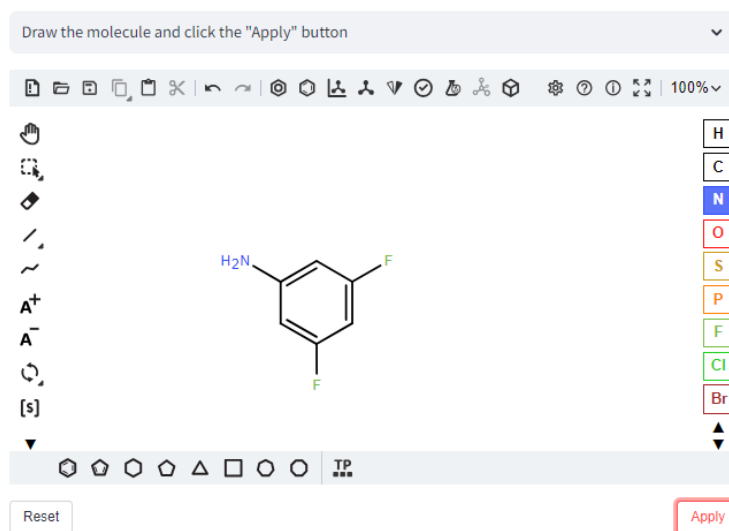 Draw the molecule and click the "Apply" button
100%
H
C
N
O
S
P
F
Cl
Br
A+
A-
[s]
H2N
F
F
TP
Reset
Apply